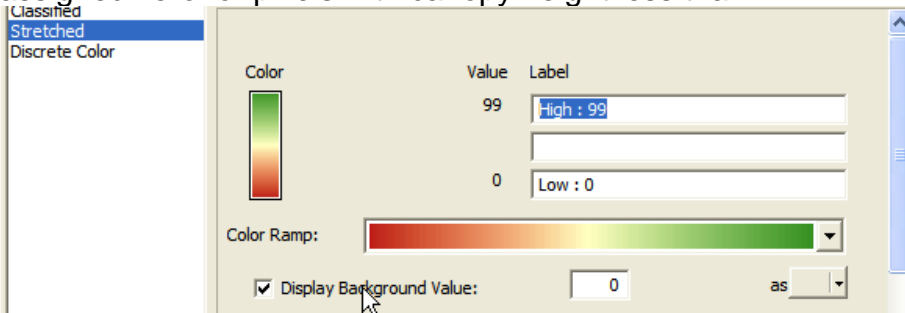 Classified
Stretched
Discrete Color
Color Value Label
99 High : 99
0 Low : 0
Color Ramp:
Display Background Value: 0 as